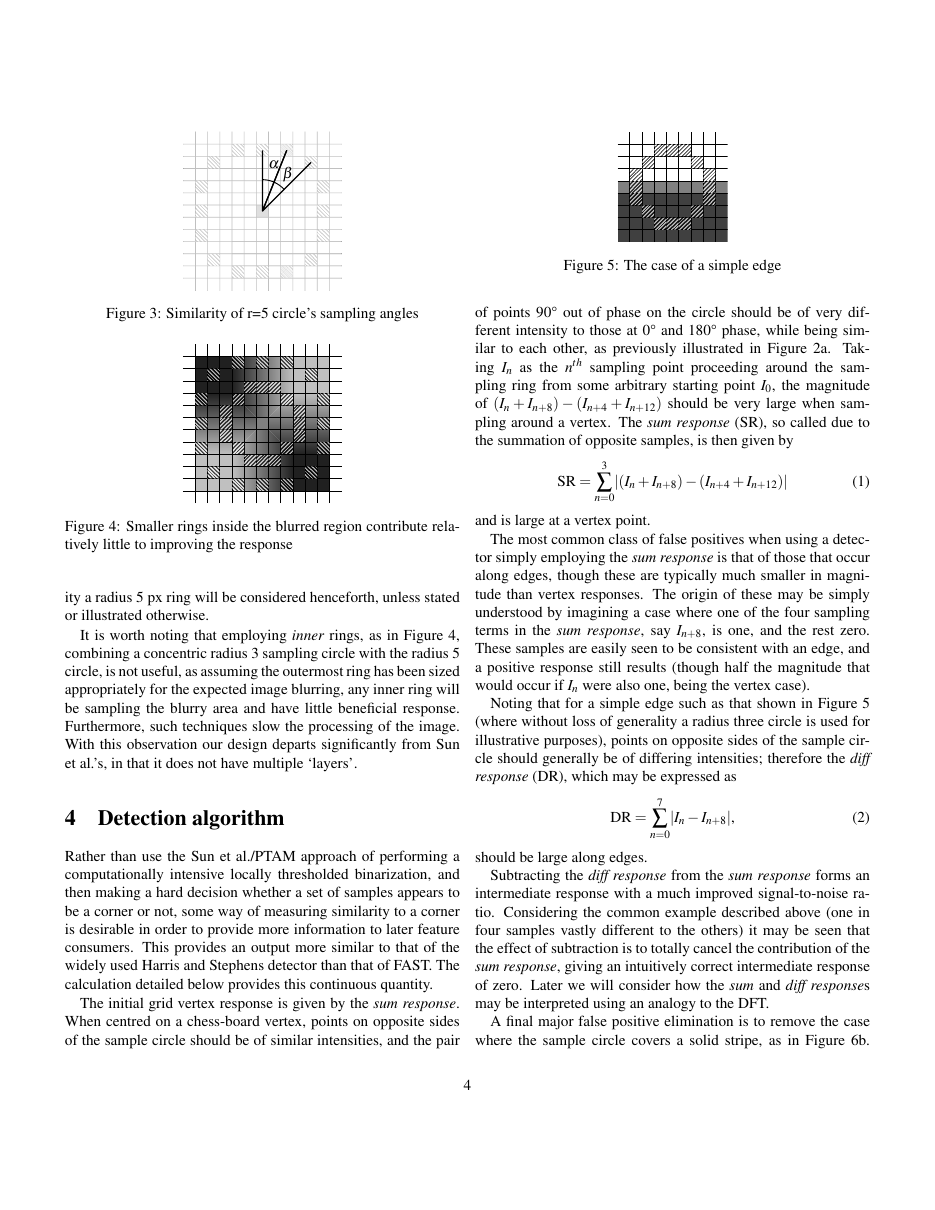 α
β
Figure 3: Similarity of r=5 circle's sampling angles
Figure 4: Smaller rings inside the blurred region contribute rela-
tively little to improving the response
ity a radius 5 px ring will be considered henceforth, unless stated
or illustrated otherwise.
It is worth noting that employing inner rings, as in Figure 4,
combining a concentric radius 3 sampling circle with the radius 5
circle, is not useful, as assuming the outermost ring has been sized
appropriately for the expected image blurring, any inner ring will
be sampling the blurry area and have little beneficial response.
Furthermore, such techniques slow the processing of the image.
With this observation our design departs significantly from Sun
et al.'s, in that it does not have multiple ‘layers’.
4 Detection algorithm
Rather than use the Sun et al./PTAM approach of performing a
computationally intensive locally thresholded binarization, and
then making a hard decision whether a set of samples appears to
be a corner or not, some way of measuring similarity to a corner
is desirable in order to provide more information to later feature
consumers. This provides an output more similar to that of the
widely used Harris and Stephens detector than that of FAST. The
calculation detailed below provides this continuous quantity.
The initial grid vertex response is given by the sum response.
When centred on a chess-board vertex, points on opposite sides
of the sample circle should be of similar intensities, and the pair
Figure 5: The case of a simple edge
of points 90° out of phase on the circle should be of very dif-
ferent intensity to those at 0° and 180° phase, while being sim-
ilar to each other, as previously illustrated in Figure 2a. Tak-
ing Iₙ as the nᵗʰ sampling point proceeding around the sam-
pling ring from some arbitrary starting point I₀, the magnitude
of (Iₙ + Iₙ₊₈) − (Iₙ₊₄ + Iₙ₊₁₂) should be very large when sam-
pling around a vertex. The sum response (SR), so called due to
the summation of opposite samples, is then given by
SR = ∑ₙ₌₀³ |(Iₙ + Iₙ₊₈) − (Iₙ₊₄ + Iₙ₊₁₂)| (1)
and is large at a vertex point.
The most common class of false positives when using a detec-
tor simply employing the sum response is that of those that occur
along edges, though these are typically much smaller in magni-
tude than vertex responses. The origin of these may be simply
understood by imagining a case where one of the four sampling
terms in the sum response, say Iₙ₊₈, is one, and the rest zero.
These samples are easily seen to be consistent with an edge, and
a positive response still results (though half the magnitude that
would occur if Iₙ were also one, being the vertex case).
Noting that for a simple edge such as that shown in Figure 5
(where without loss of generality a radius three circle is used for
illustrative purposes), points on opposite sides of the sample cir-
cle should generally be of differing intensities; therefore the diff
response (DR), which may be expressed as
DR = ∑ₙ₌₀⁷ |Iₙ − Iₙ₊₈|, (2)
should be large along edges.
Subtracting the diff response from the sum response forms an
intermediate response with a much improved signal-to-noise ra-
tio. Considering the common example described above (one in
four samples vastly different to the others) it may be seen that
the effect of subtraction is to totally cancel the contribution of the
sum response, giving an intuitively correct intermediate response
of zero. Later we will consider how the sum and diff responses
may be interpreted using an analogy to the DFT.
A final major false positive elimination is to remove the case
where the sample circle covers a solid stripe, as in Figure 6b.
4